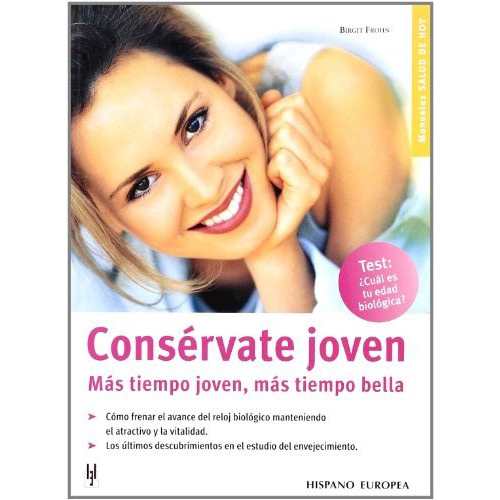 BIRGIT FROHN
Manuales SALUD DE HOY
Test:
¿Cuál es
tu edad
biológica?
Consérvate joven
Más tiempo joven, más tiempo bella
Cómo frenar el avance del reloj biológico manteniendo
el atractivo y la vitalidad.
Los últimos descubrimientos en el estudio del envejecimiento.
HISPANO EUROPEA